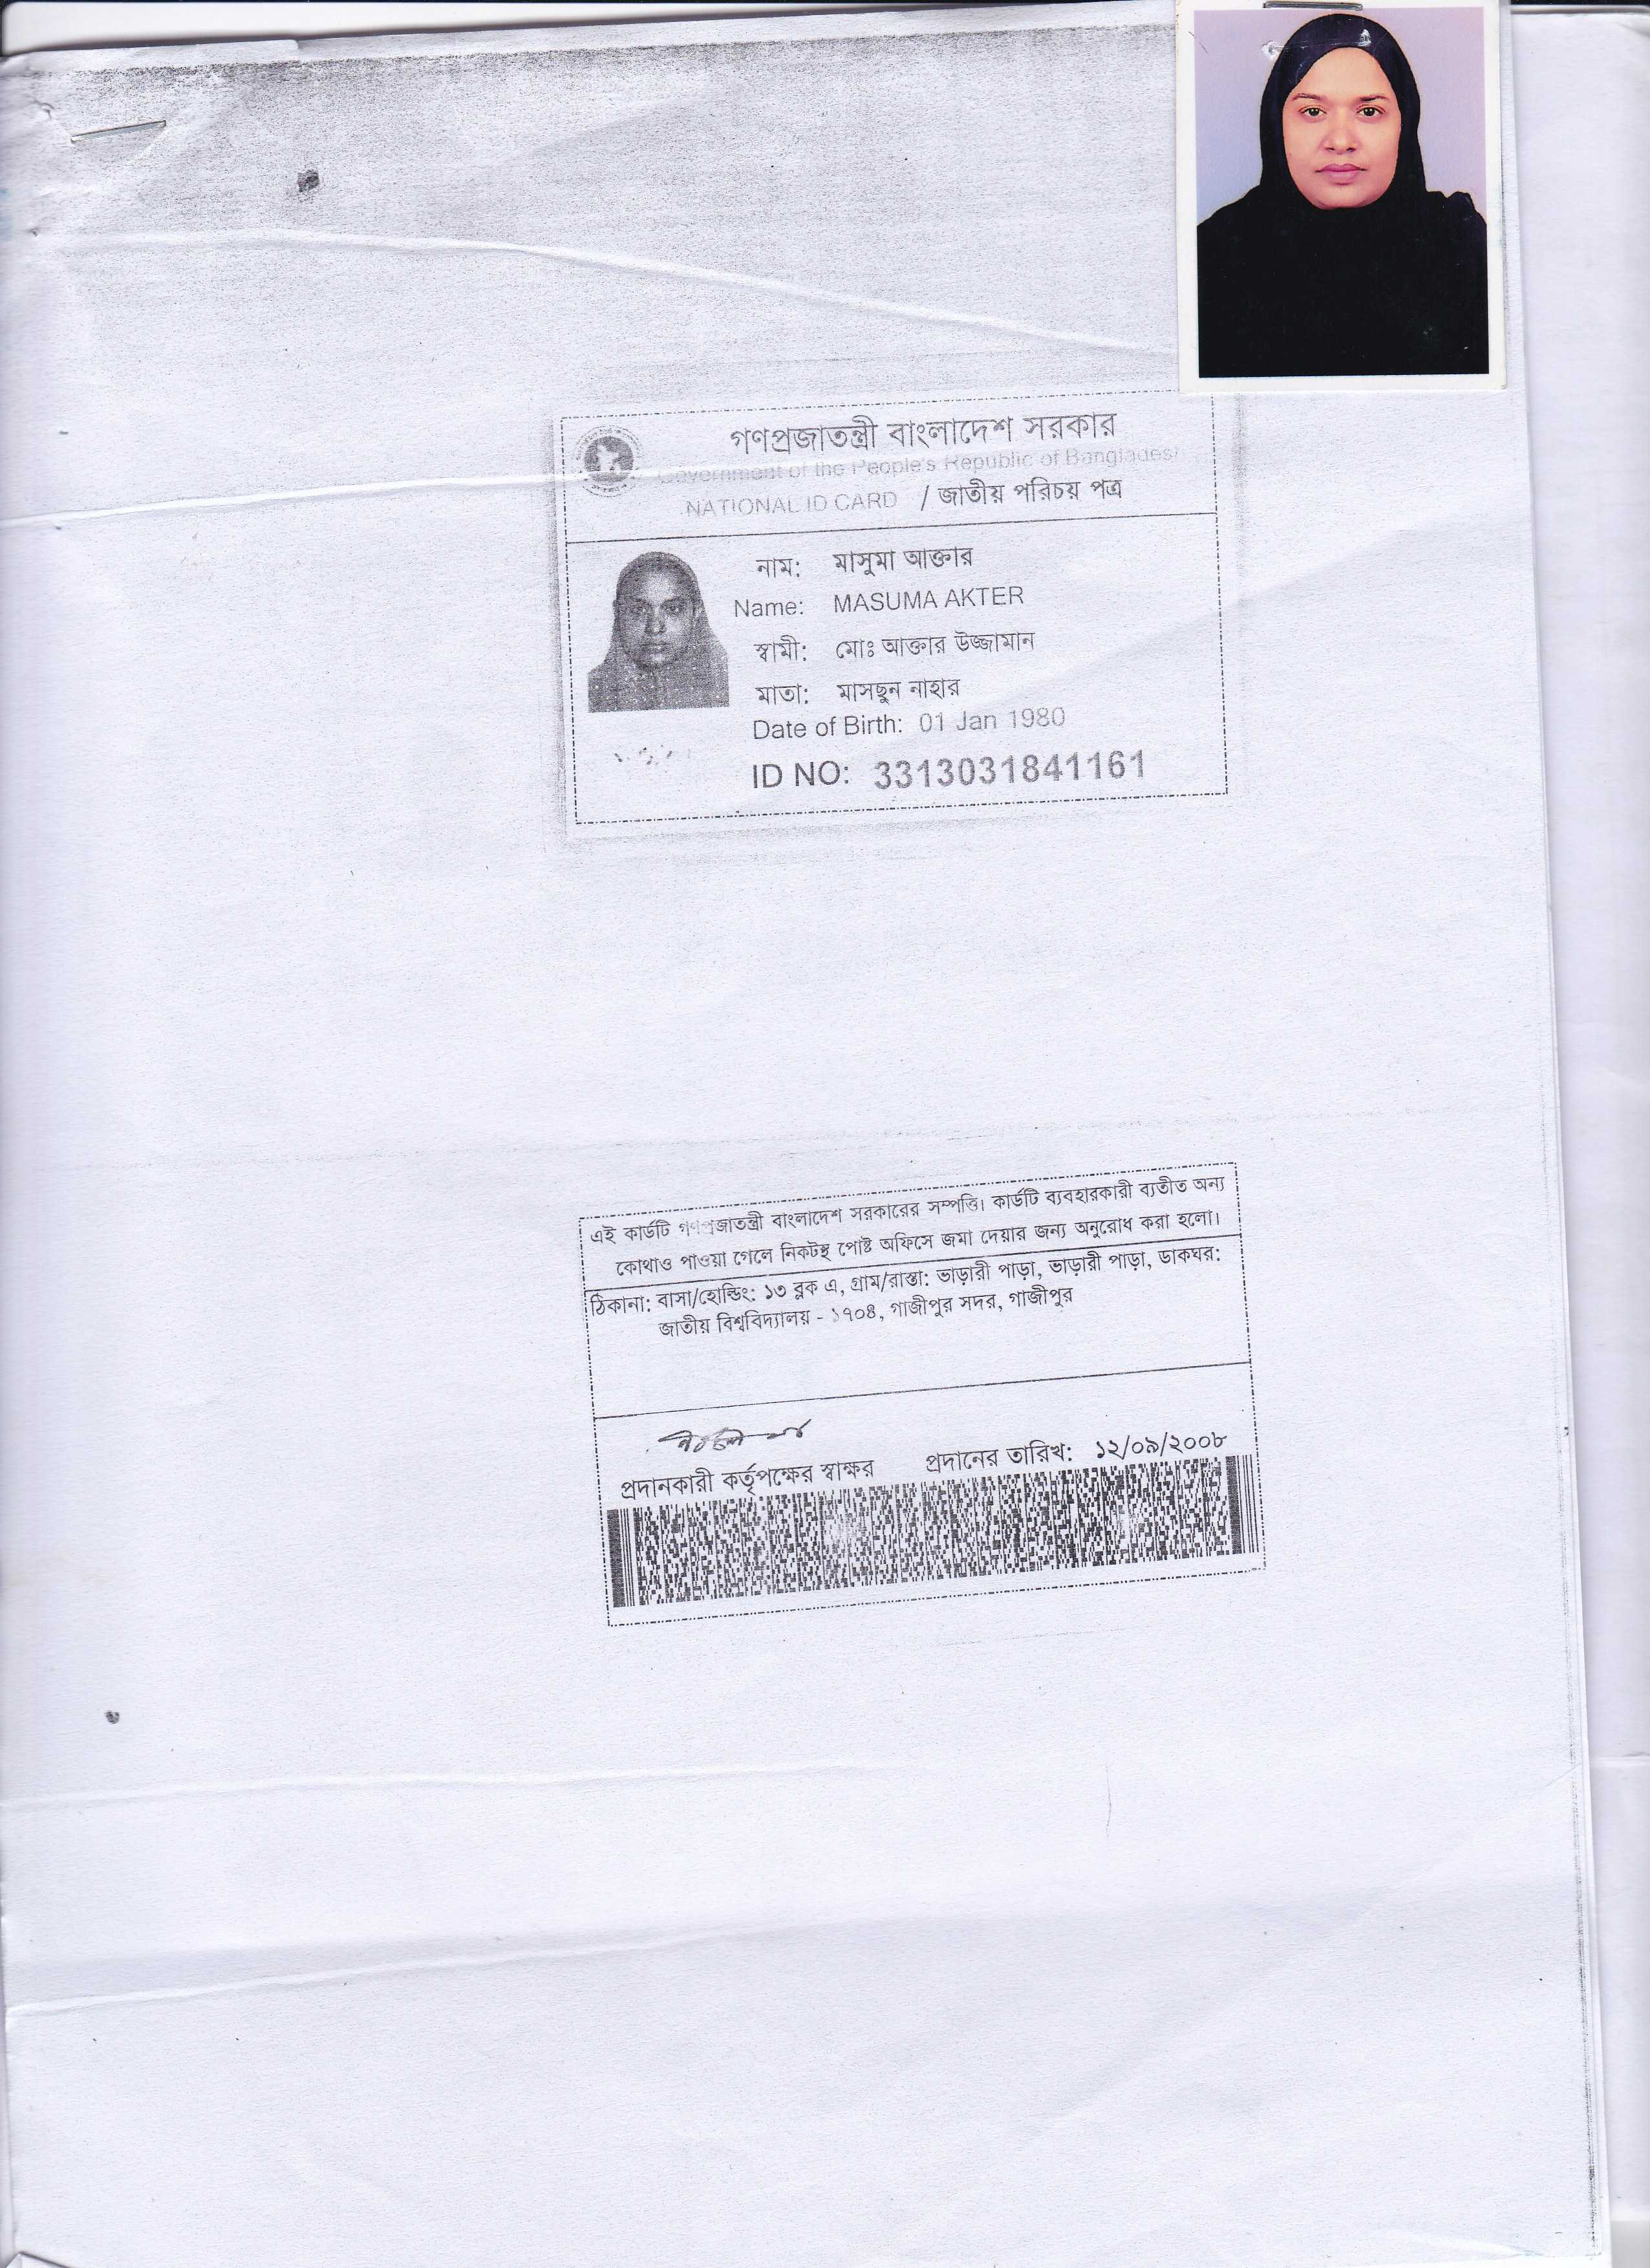 গণপ্রজাতন্ত্রী বাংলাদেশ সরকার
Government of the People's Republic of Bangladesh
NATIONAL ID CARD / জাতীয় পরিচয় পত্র
নাম: মাসুমা আক্তার
Name: MASUMA AKTER
স্বামী: মোঃ আক্তার উজ্জামান
মাতা: মাসছুন নাহার
Date of Birth: 01 Jan 1980
ID NO: 3313031841161
এই কার্ডটি গণপ্রজাতন্ত্রী বাংলাদেশ সরকারের সম্পত্তি। কার্ডটি ব্যবহারকারী ব্যতীত অন্য
কোথাও পাওয়া গেলে নিকটস্থ পোষ্ট অফিসে জমা দেয়ার জন্য অনুরোধ করা হলো।
ঠিকানা: বাসা/হোল্ডিং: ১৩ ব্লক এ, গ্রাম/রাস্তা: ভাড়ারী পাড়া, ভাড়ারী পাড়া, ডাকঘর:
জাতীয় বিশ্ববিদ্যালয় - ১৭০৪, গাজীপুর সদর, গাজীপুর
প্রদানকারী কর্তৃপক্ষের স্বাক্ষর প্রদানের তারিখ: ১২/০৯/২০০৮